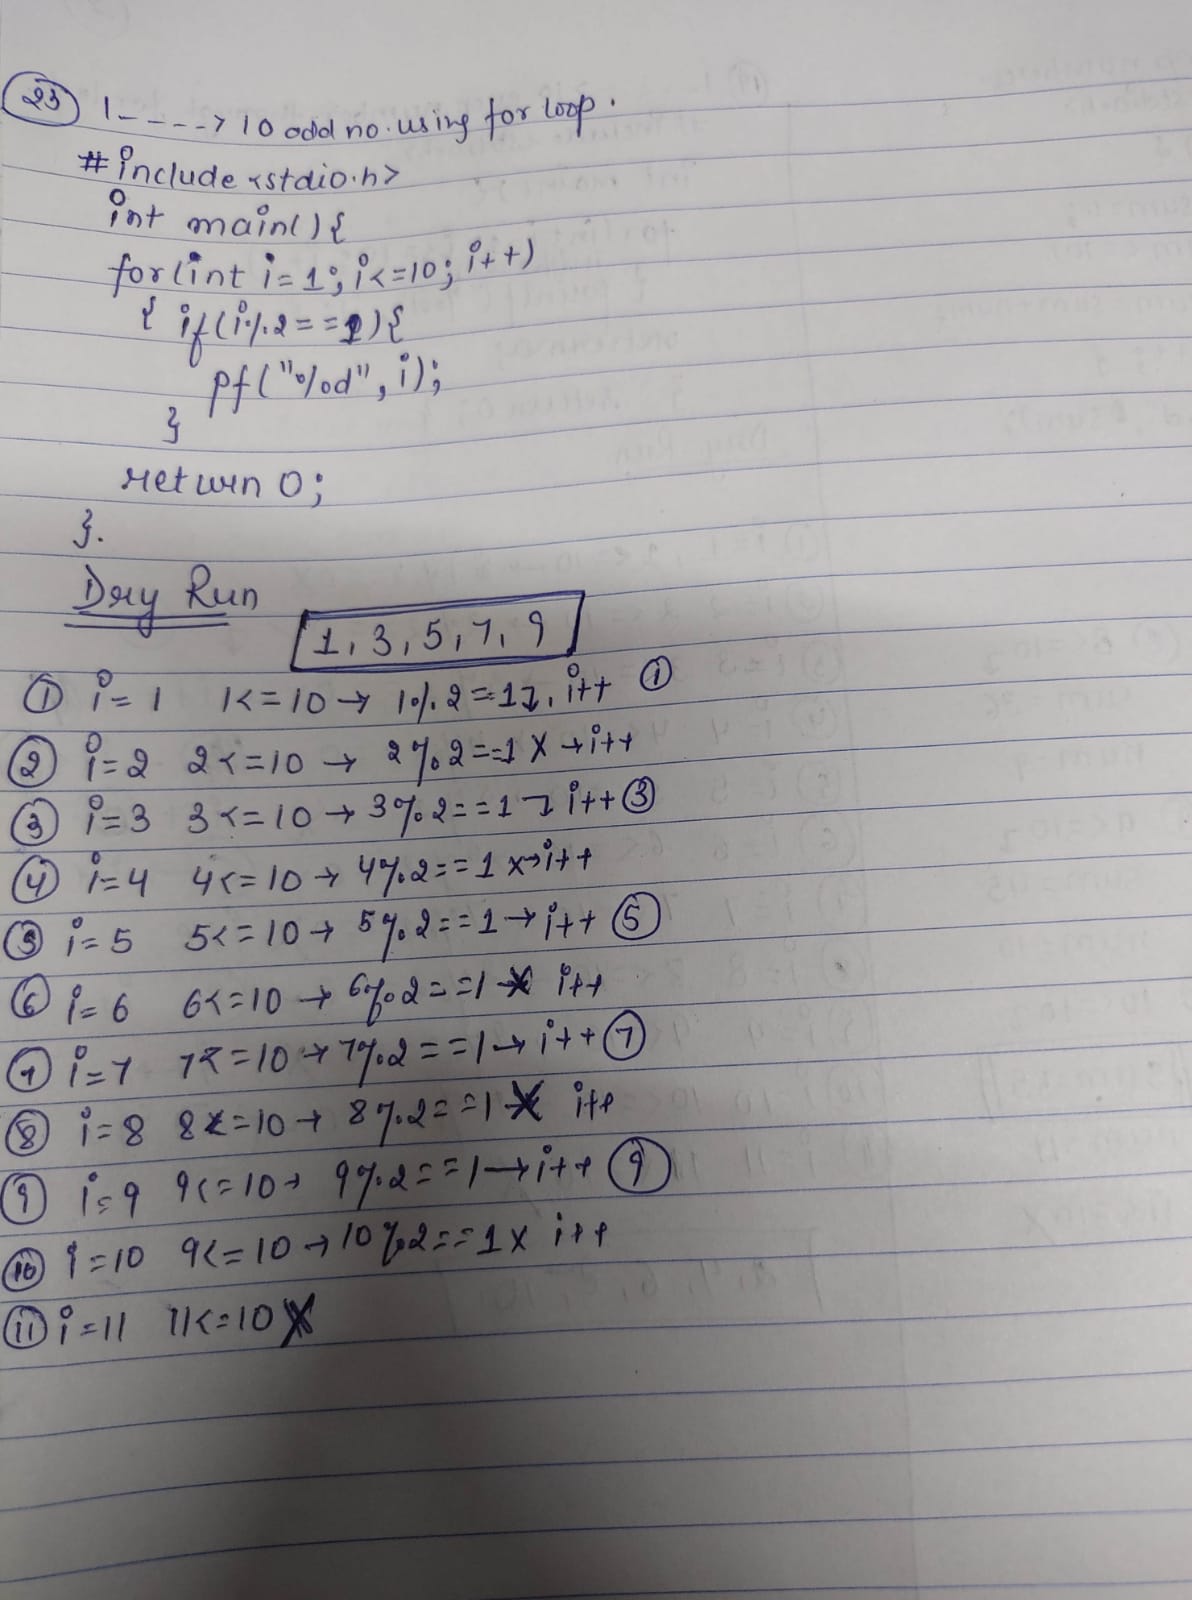 23 1----> 10 odd no. using for loop.
#include <stdio.h>
int main(){
for(int i=1; i<=10; i++)
{ if(i%2==1){
pf("%d", i);
}
return 0;
}.
Dry Run
1, 3, 5, 7, 9
① i=1 1<=10 → 1%2==1 i++ ①
② i=2 2<=10 → 2%2==1 X → i++
③ i=3 3<=10 → 3%2==1 i++ ③
④ i=4 4<=10 → 4%2==1 X→ i++
⑤ i=5 5<=10 → 5%2==1 → i++ ⑤
⑥ i=6 6<=10 → 6%2==1 X i++
⑦ i=7 7<=10 → 7%2==1 → i++ ⑦
⑧ i=8 8<=10 → 8%2==1 X i++
⑨ i=9 9<=10 → 9%2==1 → i++ ⑨
⑩ i=10 9<=10 → 10%2==1 X i++
⑪ i=11 11<=10 X